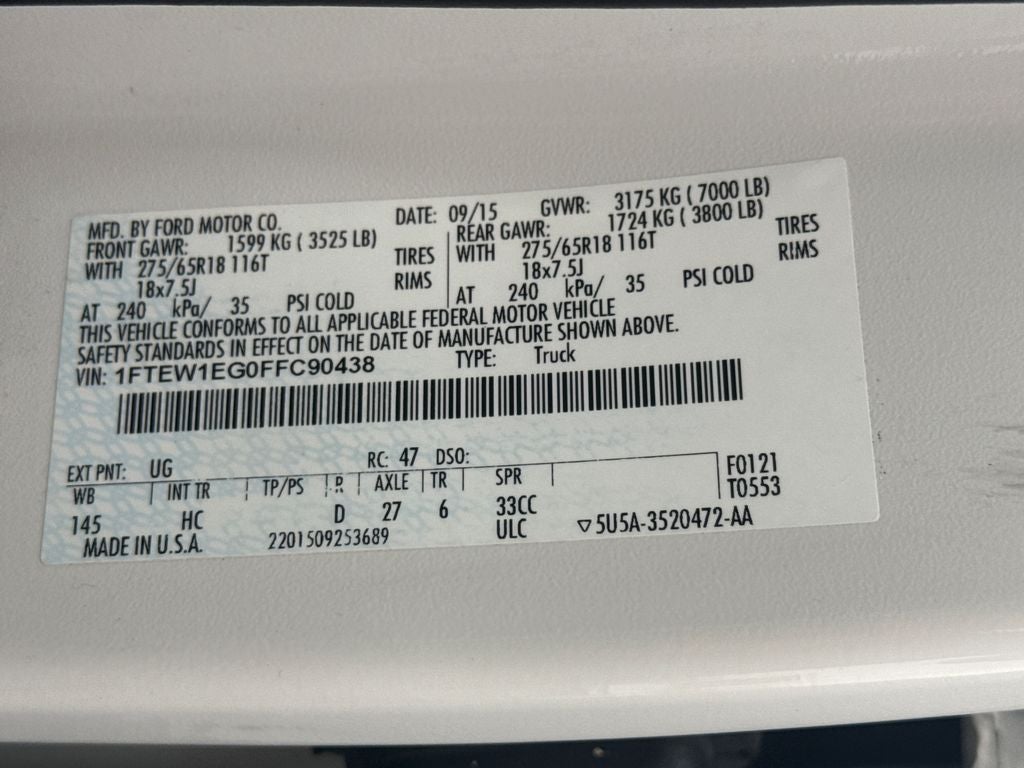 MFD. BY FORD MOTOR CO. DATE: 09/15 GVWR: 3175 KG ( 7000 LB)
FRONT GAWR: 1599 KG ( 3525 LB) REAR GAWR: 1724 KG ( 3800 LB)
WITH 275/65R18 116T TIRES WITH 275/65R18 116T TIRES
18x7.5J RIMS 18x7.5J RIMS
AT 240 kPa/ 35 PSI COLD AT 240 kPa/ 35 PSI COLD
THIS VEHICLE CONFORMS TO ALL APPLICABLE FEDERAL MOTOR VEHICLE
SAFETY STANDARDS IN EFFECT ON THE DATE OF MANUFACTURE SHOWN ABOVE.
VIN: 1FTEW1EG0FFC90438 TYPE: Truck
EXT PNT: UG RC: 47 DSO:
WB INT TR TP/PS R AXLE TR SPR F0121
145 HC D 27 6 33CC T0553
MADE IN U.S.A. 2201509253689 ULC ▽5U5A-3520472-AA